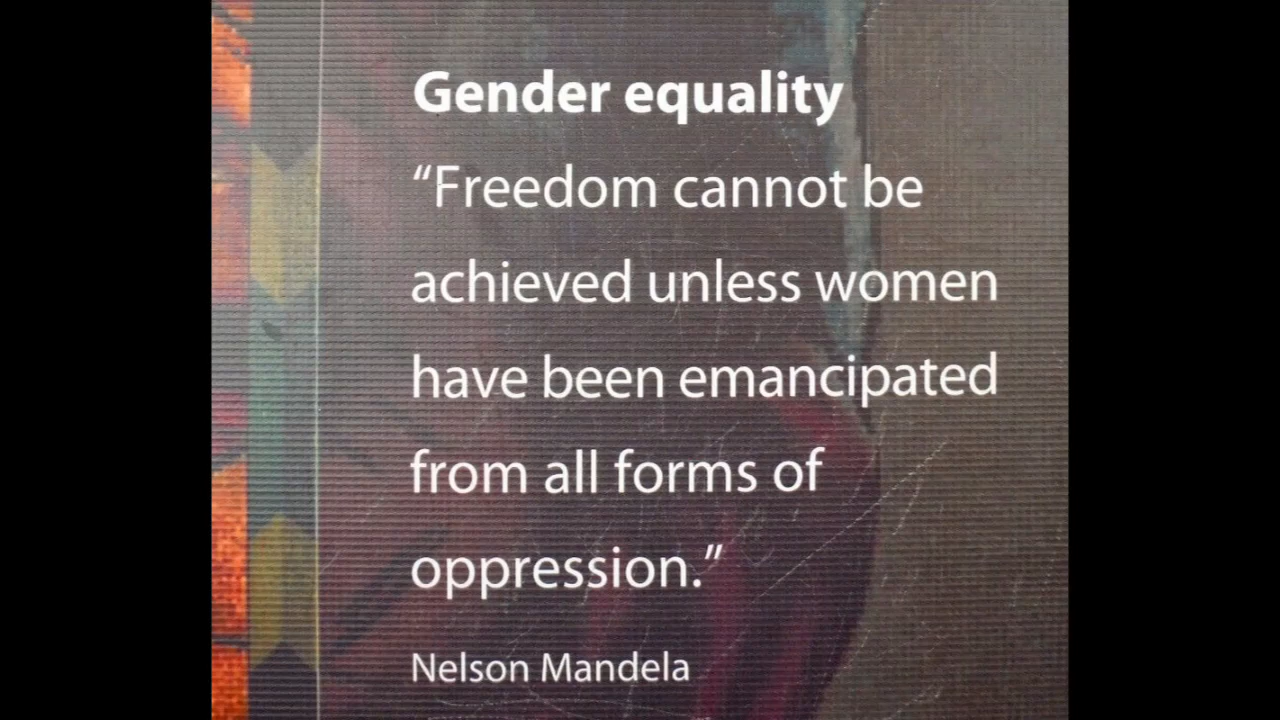 Gender equality
“Freedom cannot be
achieved unless women
have been emancipated
from all forms of
oppression.”
Nelson Mandela